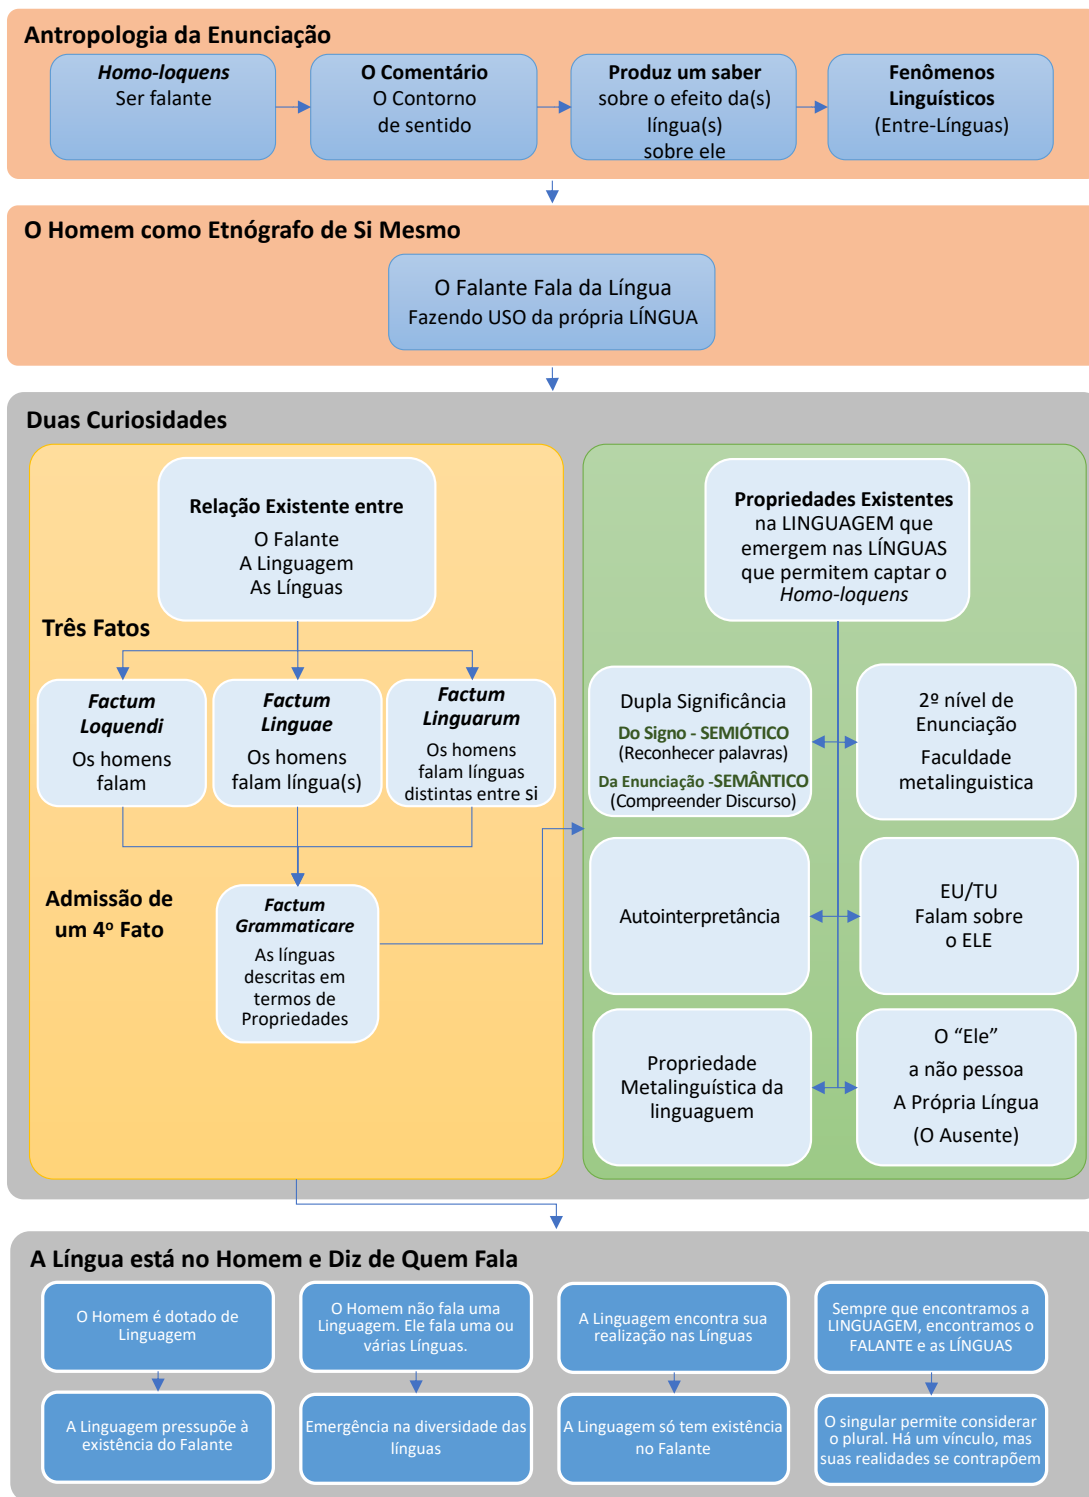 Antropologia da Enunciação
Homo-loquens
Ser falante
O Comentário
O Contorno
de sentido
Produz um saber
sobre o efeito da(s)
língua(s)
sobre ele
Fenômenos
Linguísticos
(Entre-Línguas)
O Homem como Etnógrafo de Si Mesmo
O Falante Fala da Língua
Fazendo USO da própria LÍNGUA
Duas Curiosidades
Relação Existente entre
O Falante
A Linguagem
As Línguas
Três Fatos
Factum
Loquendi
Os homens
falam
Factum
Linguae
Os homens
falam língua(s)
Factum
Linguarum
Os homens
falam línguas
distintas entre si
Admissão de
um 4º Fato
Factum
Grammaticare
As línguas
descritas em
termos de
Propriedades
Propriedades Existentes
na LINGUAGEM que
emergem nas LÍNGUAS
que permitem captar o
Homo-loquens
Dupla Significância
Do Signo - SEMIÓTICO
(Reconhecer palavras)
Da Enunciação -SEMÂNTICO
(Compreender Discurso)
2º nível de
Enunciação
Faculdade
metalinguistica
Autointerpretância
EU/TU
Falam sobre
o ELE
Propriedade
Metalinguística da
linguaguem
O “Ele”
a não pessoa
A Própria Língua
(O Ausente)
A Língua está no Homem e Diz de Quem Fala
O Homem é dotado de
Linguagem
O Homem não fala uma
Linguagem. Ele fala uma ou
várias Línguas.
A Linguagem encontra sua
realização nas Línguas
Sempre que encontramos a
LINGUAGEM, encontramos o
FALANTE e as LÍNGUAS
A Linguagem pressupõe à
existência do Falante
Emergência na diversidade das
línguas
A Linguagem só tem existência
no Falante
O singular permite considerar
o plural. Há um vínculo, mas
suas realidades se contrapõem